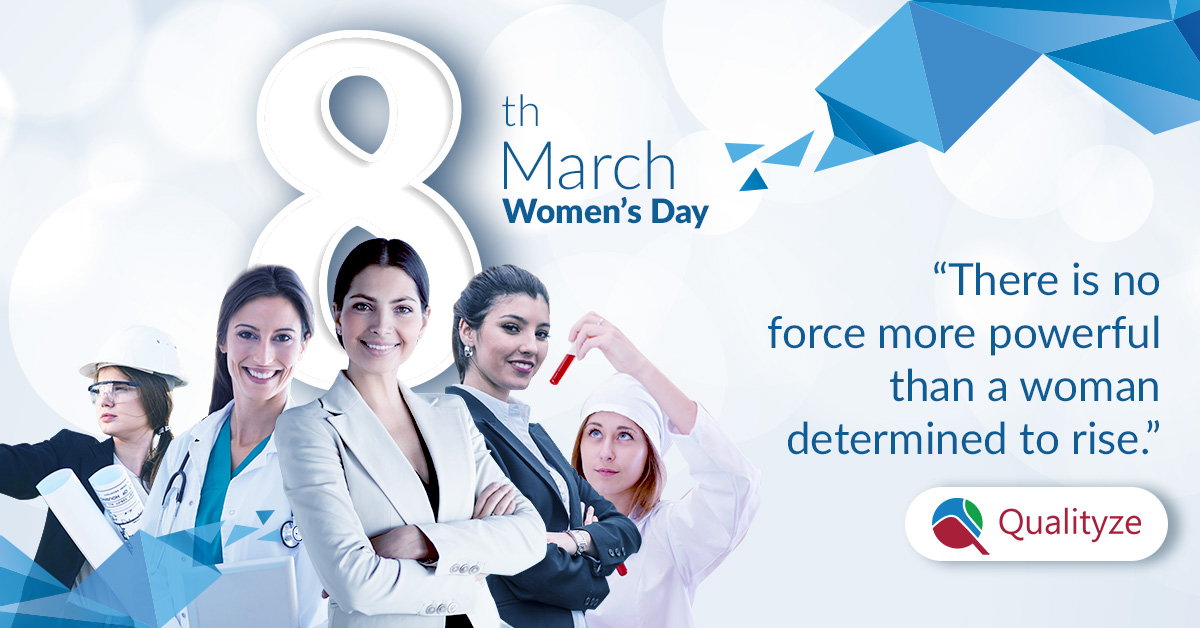 8
th
March
Women’s Day
“There is no
force more powerful
than a woman
determined to rise.”
Qualityze